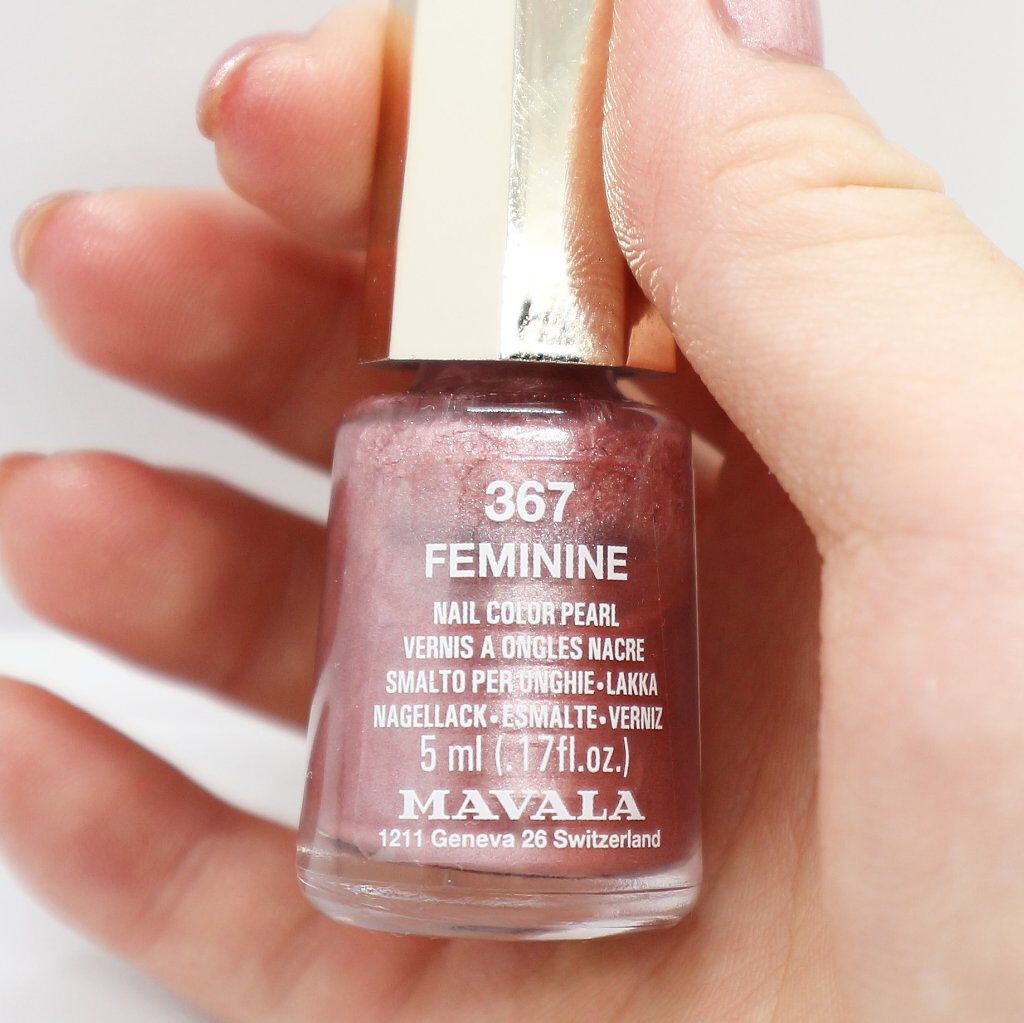 367
FEMININE
NAIL COLOR PEARL
VERNIS A ONGLES NACRE
SMALTO PER UNGHIE•LAKKA
NAGELLACK•ESMALTE•VERNIZ
5 ml (.17fl.oz.)
MAVALA
1211 Geneva 26 Switzerland